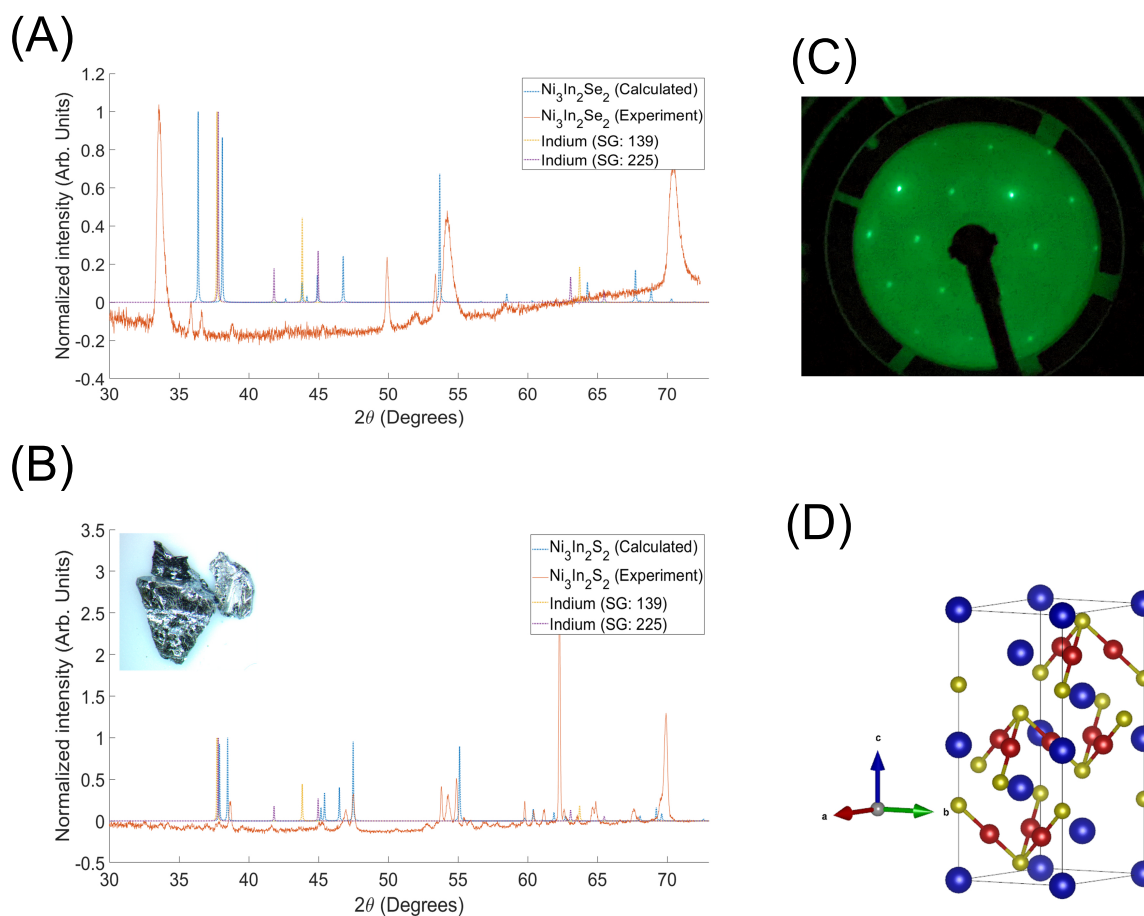 (A)
Normalized intensity (Arb. Units)
1.2
1
0.8
0.6
0.4
0.2
0
-0.2
-0.4
30 35 40 45 50 55 60 65 70
2θ (Degrees)
Ni3In2Se2 (Calculated)
Ni3In2Se2 (Experiment)
Indium (SG: 139)
Indium (SG: 225)
(C)
(B)
Normalized intensity (Arb. Units)
3.5
3
2.5
2
1.5
1
0.5
0
-0.5
30 35 40 45 50 55 60 65 70
2θ (Degrees)
Ni3In2S2 (Calculated)
Ni3In2S2 (Experiment)
Indium (SG: 139)
Indium (SG: 225)
(D)
c
a
b